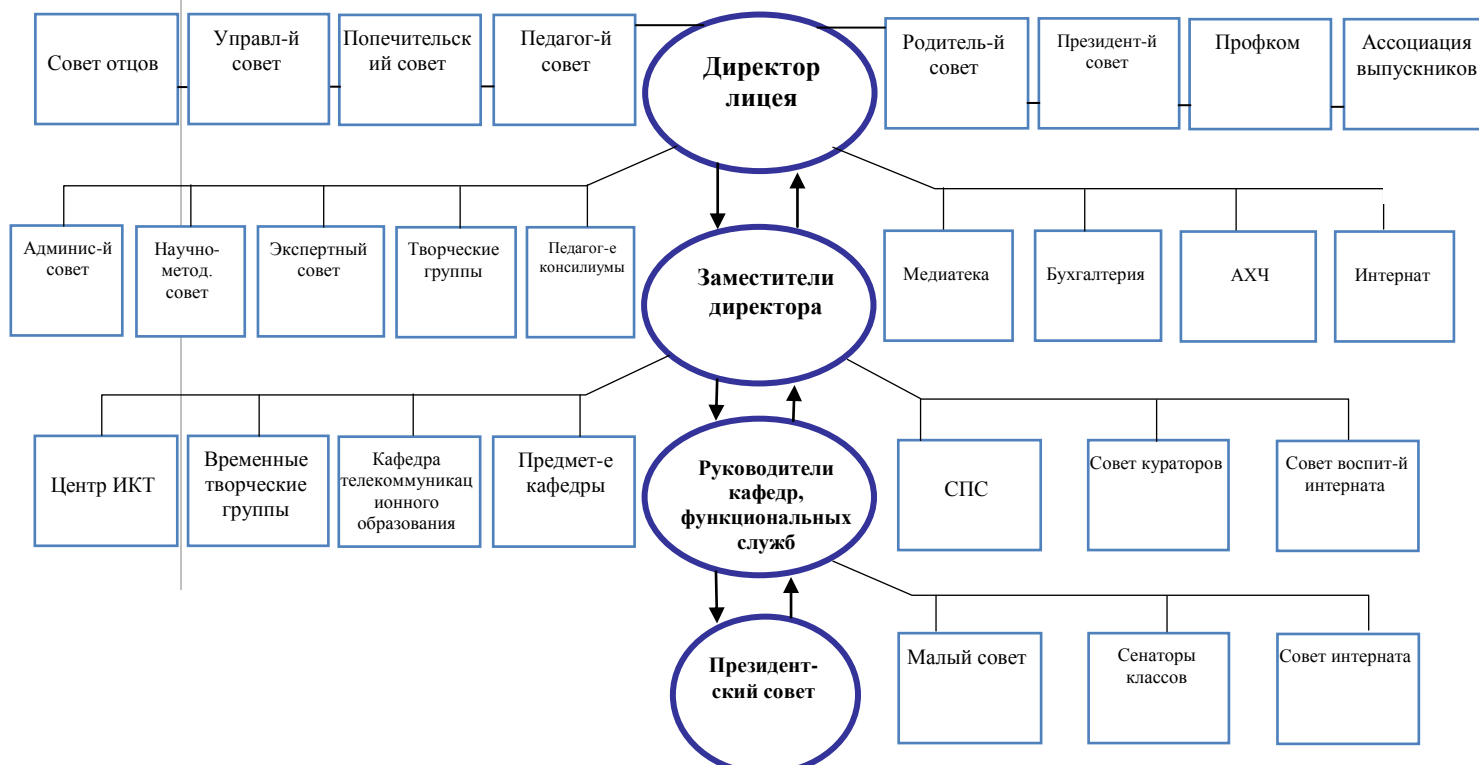 Совет отцов
Управл-й
совет
Попечительск
ий совет
Педагог-й
совет
Директор
лицея
Родитель-й
совет
Президент-й
совет
Профком
Ассоциация
выпускников
Админис-й
совет
Научно-
метод.
совет
Экспертный
совет
Творческие
группы
Педагог-е
консилиумы
Заместители
директора
Медиатека
Бухгалтерия
АХЧ
Интернат
Центр ИКТ
Временные
творческие
группы
Кафедра
телекоммуникац
ионного
образования
Предмет-е
кафедры
Руководители
кафедр,
функциональных
служб
СПС
Совет кураторов
Совет воспит-й
интерната
Президент-
ский совет
Малый совет
Сенаторы
классов
Совет интерната